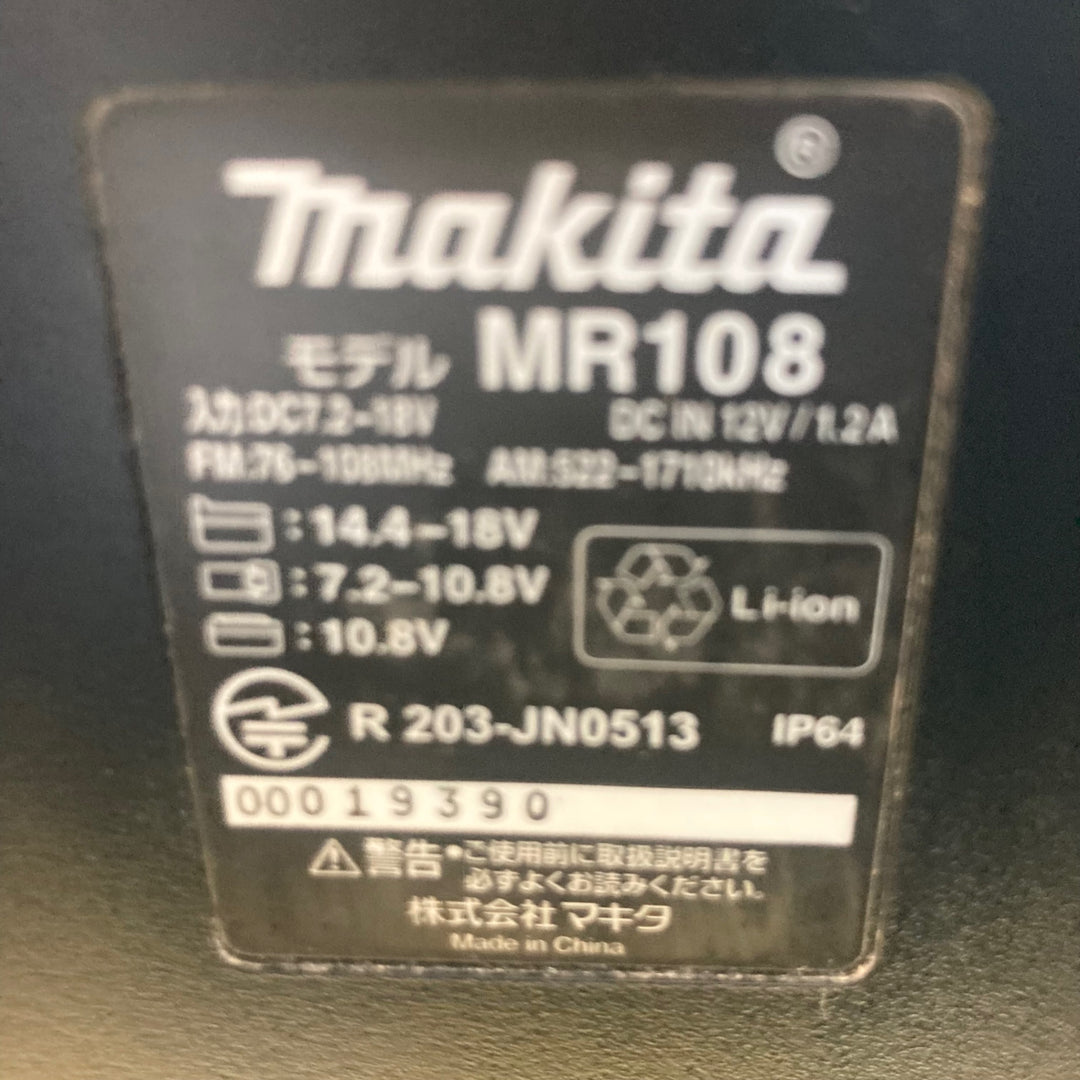 makita®
モデル MR108
入力:DC7.2-18V DC IN 12V/1.2A
FM:76-108MHz AM:522-1710kHz
:14.4-18V
:7.2-10.8V
Li-ion
:10.8V
R 203-JN0513 IP64
00019390
警告 •ご使用前に取扱説明書を
必ずよくお読みください。
株式会社マキタ
Made in China